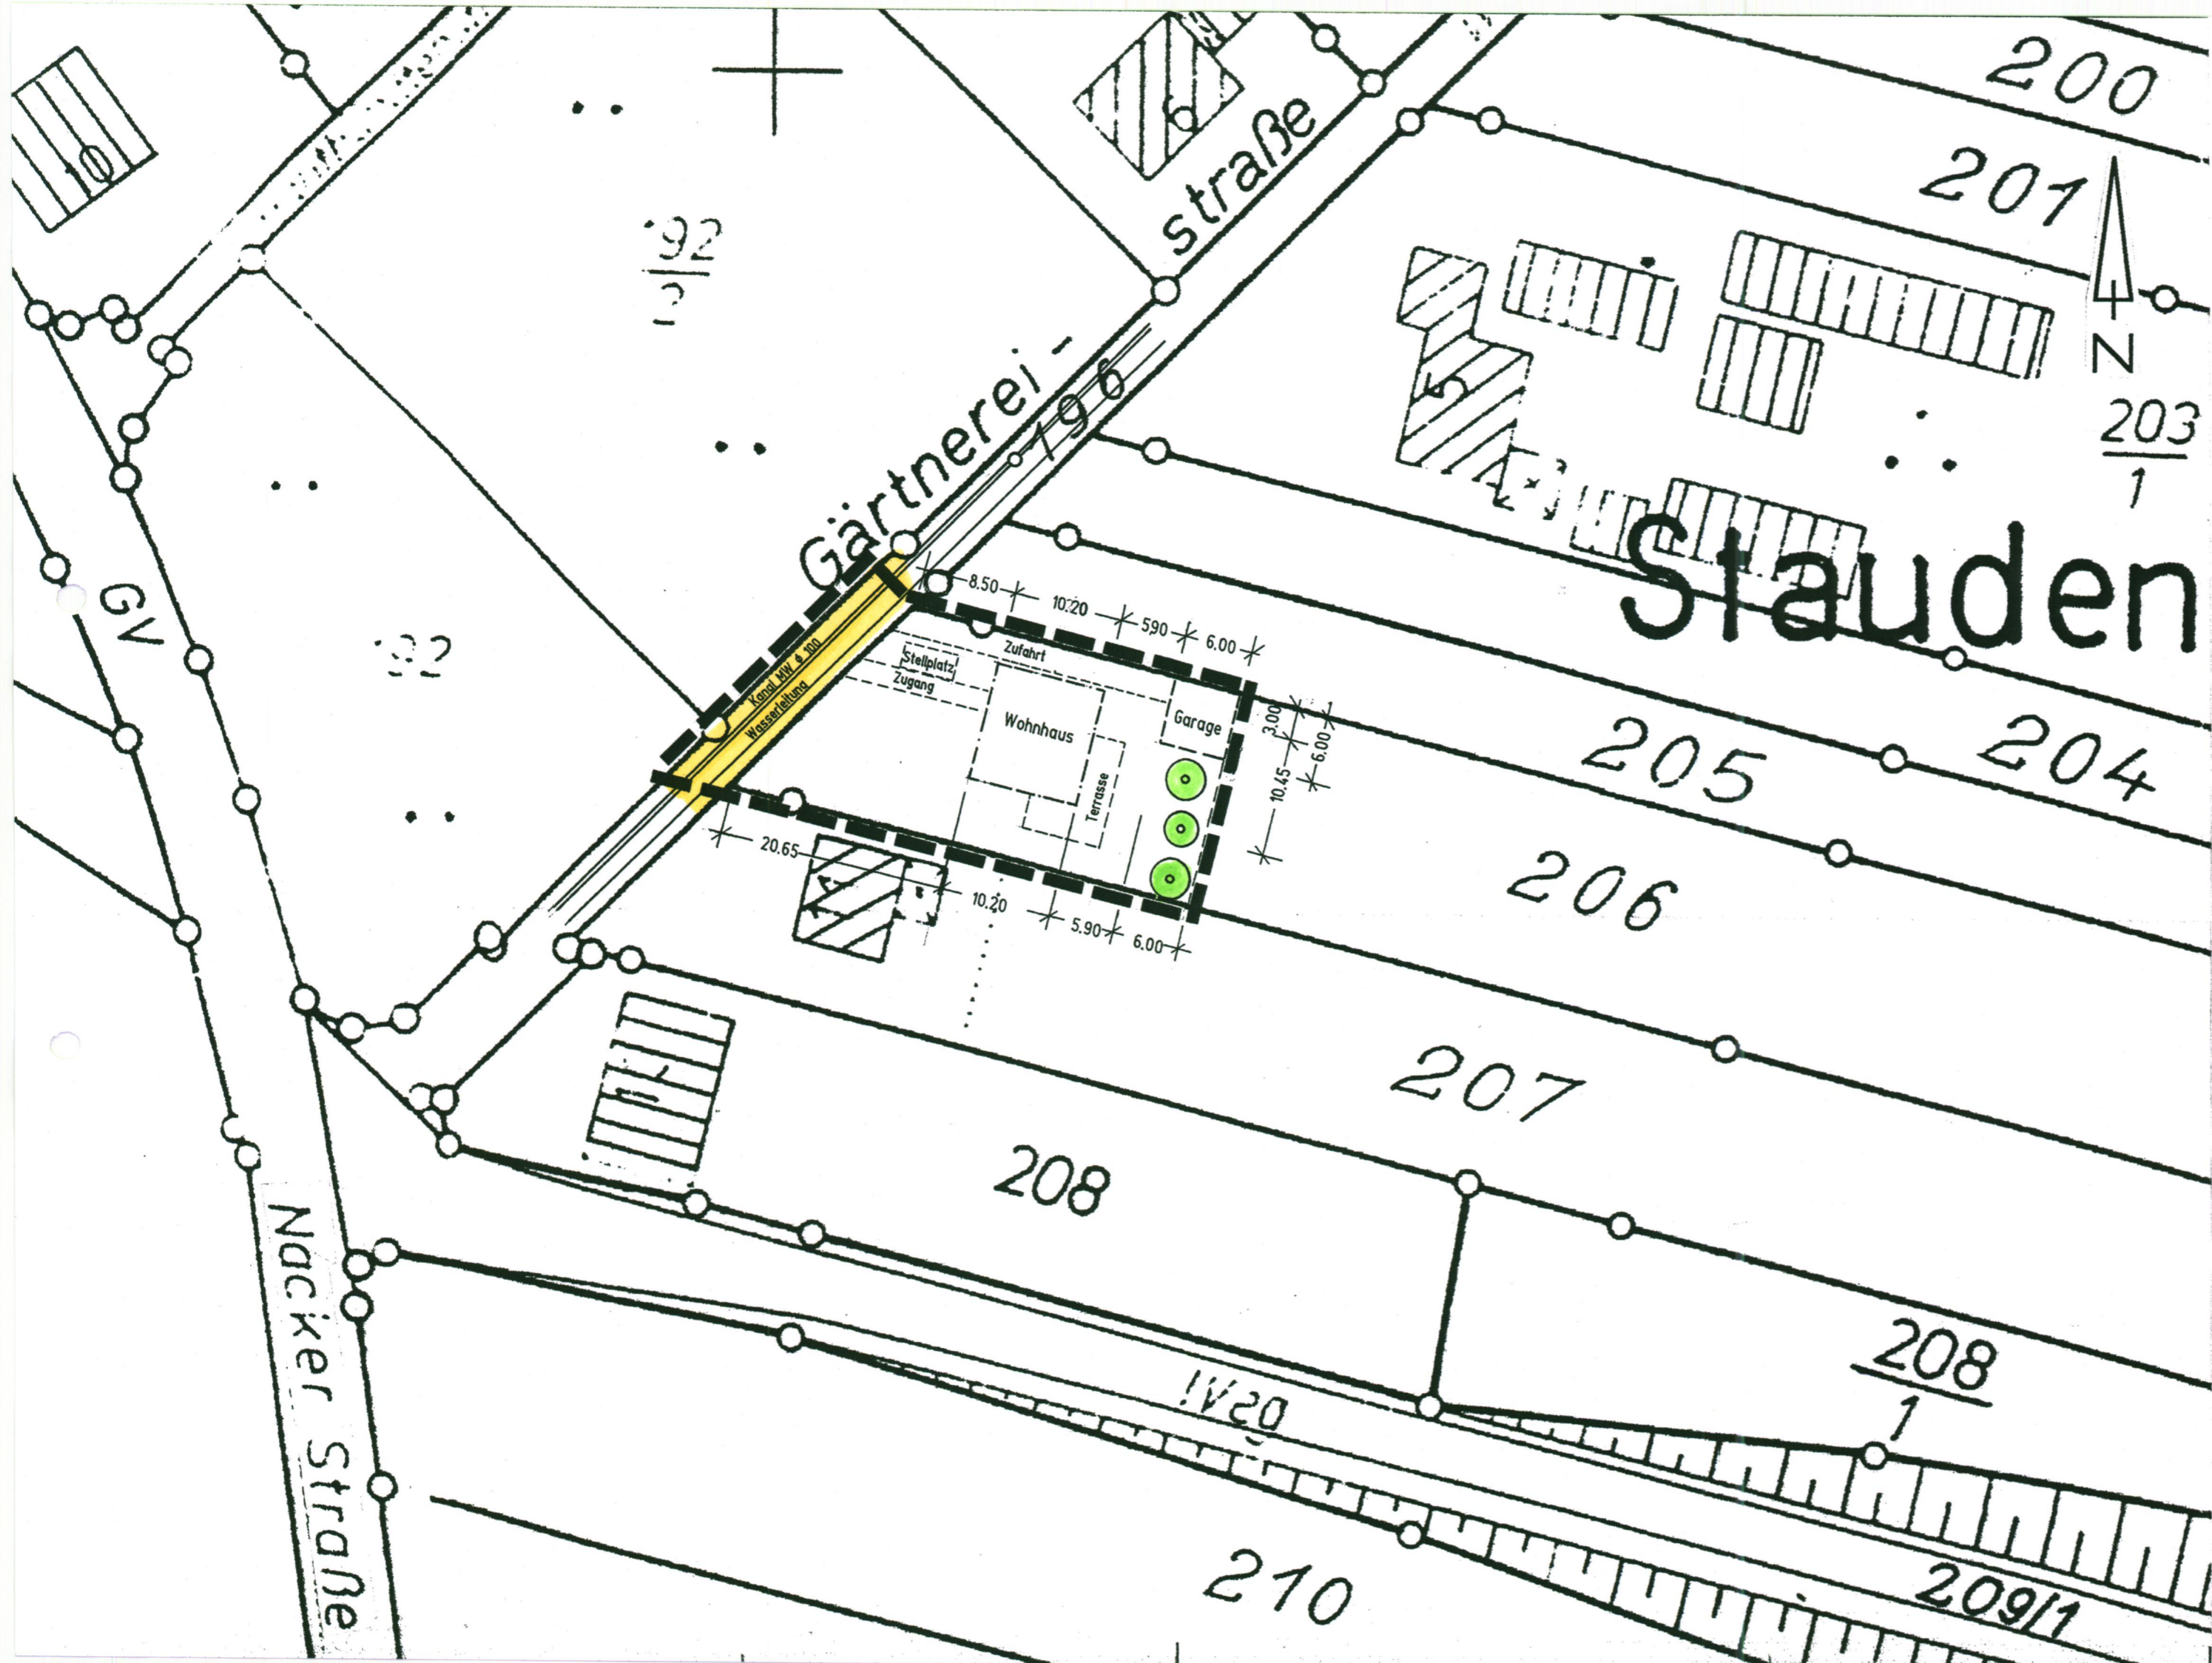 200
201
10
6
straße
N
192
2
203
1
5
196
Gärtnerei -
Stauden
GV
192
8.50
10.20
5.90
6.00
Zufahrt
Stellplatz
Zugang
Kanal MW ϕ 100
Wasserleitung
Wohnhaus
Garage
3.00
6.00
10.45
Terrasse
204
205
206
20.65
10.20
5.90
6.00
207
208
208
1
Nacker Straße
209/1
210